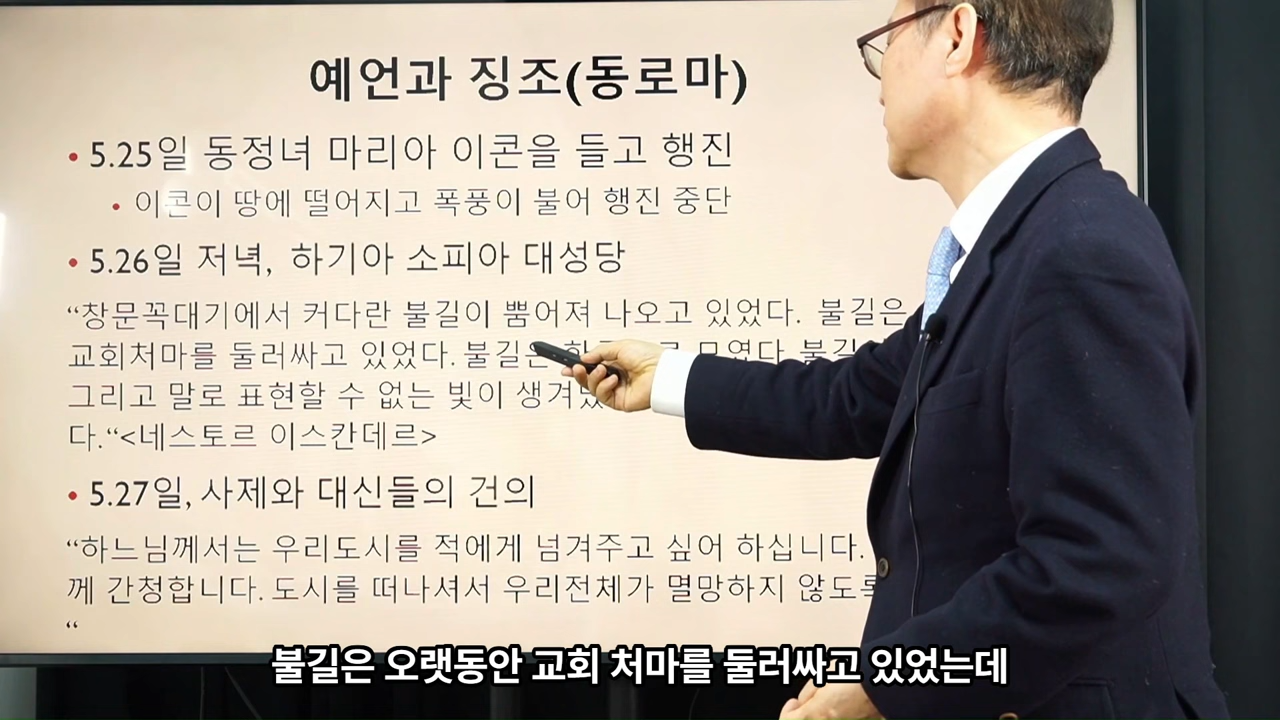 예언과 징조(동로마)
• 5.25일 동정녀 마리아 이콘을 들고 행진
• 이콘이 땅에 떨어지고 폭풍이 불어 행진 중단
• 5.26일 저녁, 하기아 소피아 대성당
“창문꼭대기에서 커다란 불길이 뿜어져 나오고 있었다. 불길은
교회처마를 둘러싸고 있었다. 불길은 모였다
그리고 말로 표현할 수 없는 빛이 생겨났
다.“<네스토르 이스칸데르>
• 5.27일, 사제와 대신들의 건의
“하느님께서는 우리도시를 적에게 넘겨주고 싶어 하십니다.
께 간청합니다. 도시를 떠나셔서 우리전체가 멸망하지 않도록
“
불길은 오랫동안 교회 처마를 둘러싸고 있었는데